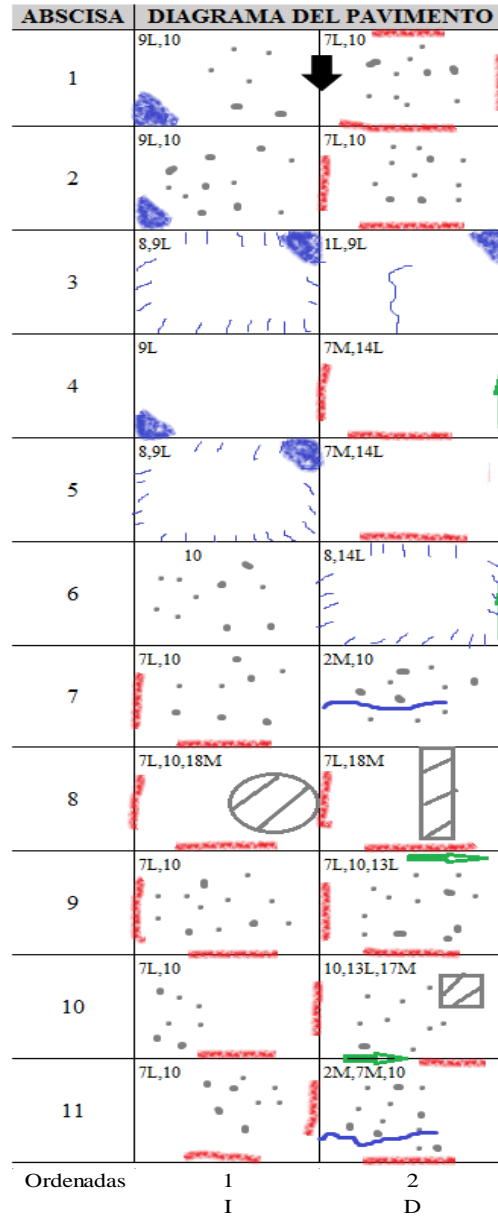 ABSCISA DIAGRAMA DEL PAVIMENTO
9L,10 7L,10
1
9L,10 7L,10
2
8,9L 1L,9L
3
9L 7M,14L
4
8,9L 7M,14L
5
10 8,14L
6
7L,10 2M,10
7
7L,10,18M 7L,18M
8
7L,10 7L,10,13L
9
7L,10 10,13L,17M
10
7L,10 2M,7M,10
11
Ordenadas 1 2
I D